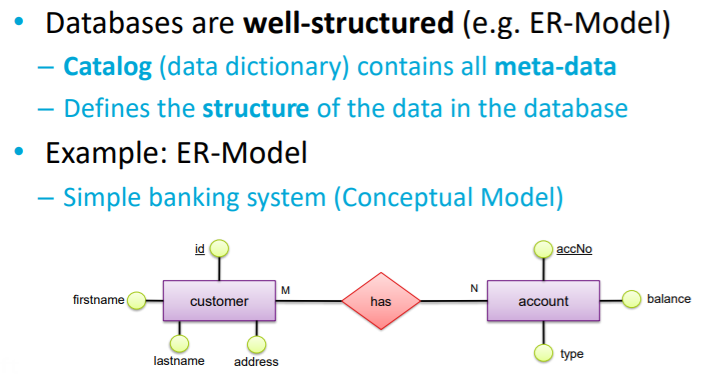 • Databases are well-structured (e.g. ER-Model)
– Catalog (data dictionary) contains all meta-data
– Defines the structure of the data in the database
• Example: ER-Model
– Simple banking system (Conceptual Model)
id
accNo
firstname
customer
M
has
N
account
balance
lastname
address
type